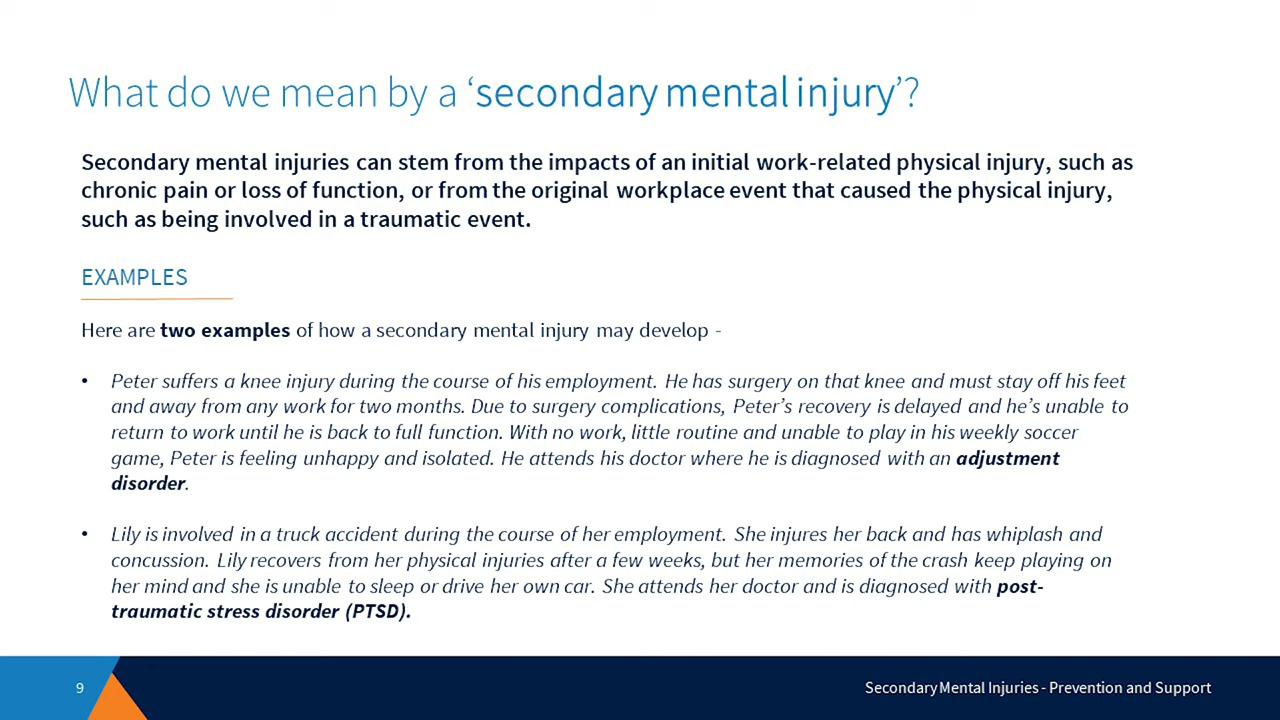 What do we mean by a ‘secondary mental injury’?
Secondary mental injuries can stem from the impacts of an initial work-related physical injury, such as
chronic pain or loss of function, or from the original workplace event that caused the physical injury,
such as being involved in a traumatic event.
EXAMPLES
Here are two examples of how a secondary mental injury may develop -
• Peter suffers a knee injury during the course of his employment. He has surgery on that knee and must stay off his feet
and away from any work for two months. Due to surgery complications, Peter’s recovery is delayed and he’s unable to
return to work until he is back to full function. With no work, little routine and unable to play in his weekly soccer
game, Peter is feeling unhappy and isolated. He attends his doctor where he is diagnosed with an adjustment
disorder.
• Lily is involved in a truck accident during the course of her employment. She injures her back and has whiplash and
concussion. Lily recovers from her physical injuries after a few weeks, but her memories of the crash keep playing on
her mind and she is unable to sleep or drive her own car. She attends her doctor and is diagnosed with post-
traumatic stress disorder (PTSD).
9
Secondary Mental Injuries - Prevention and Support